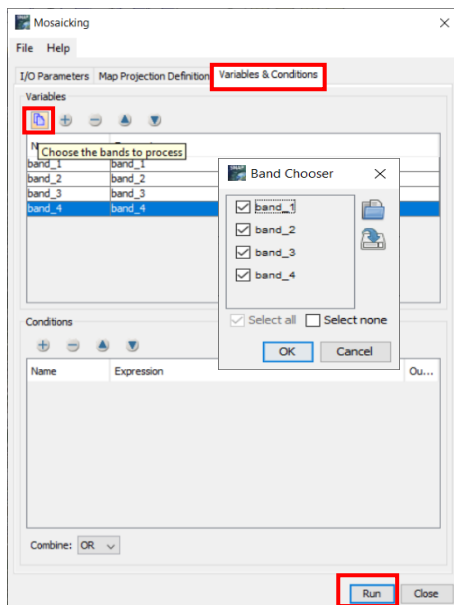 Mosaicking
File Help
I/O Parameters Map Projection Definition Variables & Conditions
Variables
Choose the bands to process
band_1 band_1
band_2 band_2
band_3 band_3
band_4 band_4
Band Chooser
band_1
band_2
band_3
band_4
Select all Select none
OK Cancel
Conditions
Name Expression Ou...
Combine: OR
Run Close